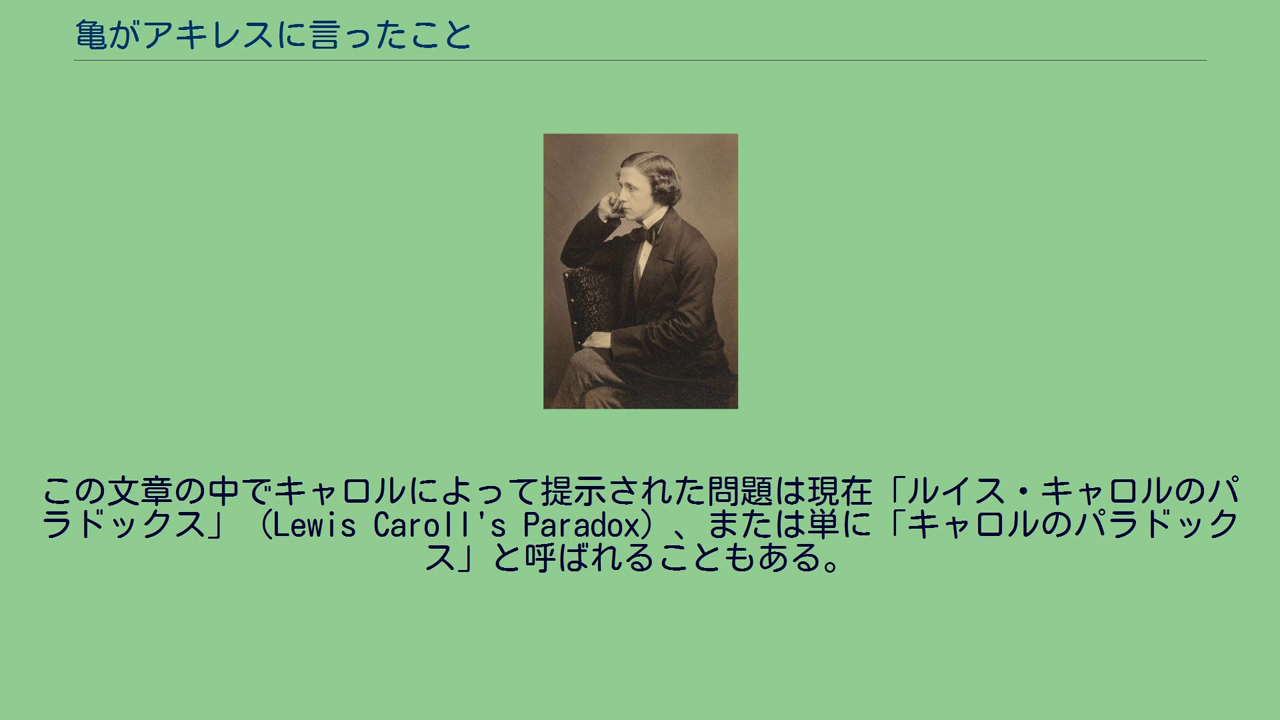 亀がアキレスに言ったこと
この文章の中でキャロルによって提示された問題は現在「ルイス・キャロルのパ
ラドックス」（Lewis Caroll's Paradox）、または単に「キャロルのパラドック
ス」と呼ばれることもある。